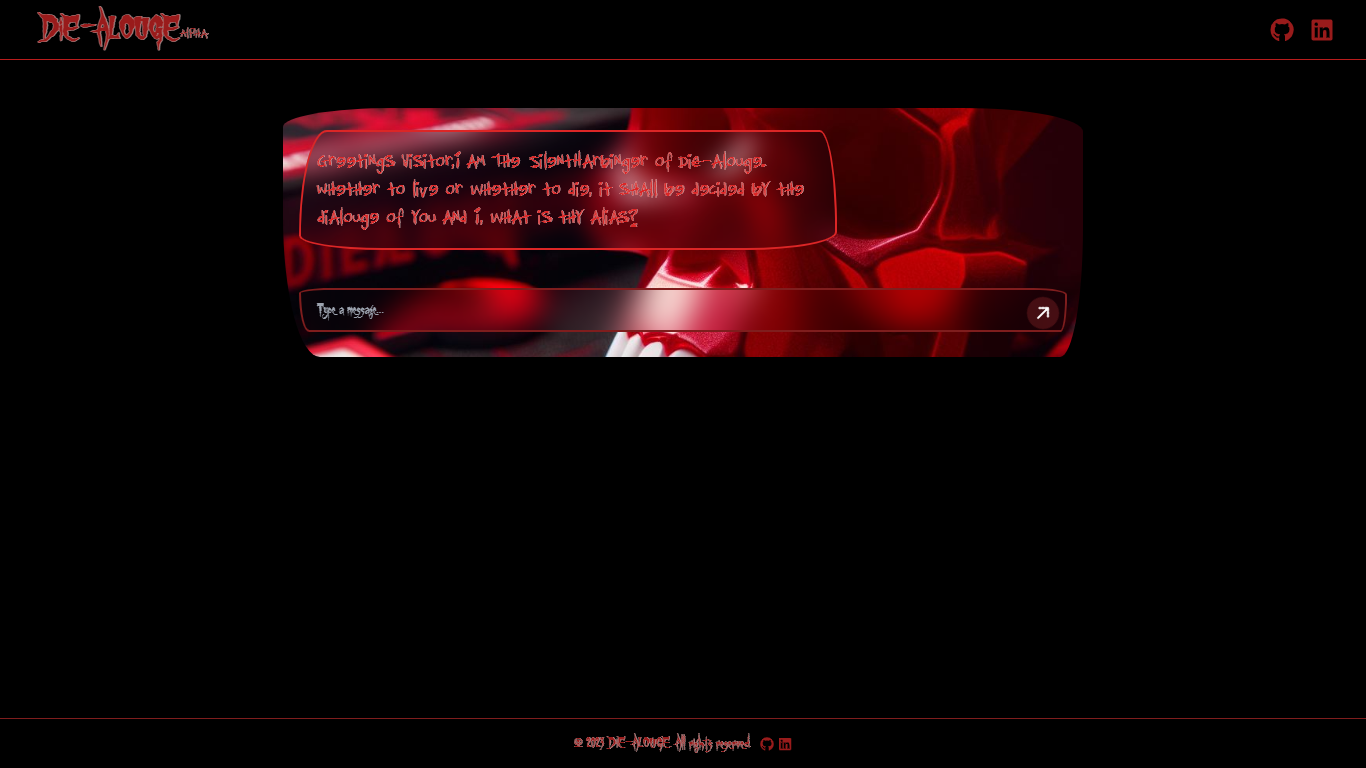 DIE-ALOUGE ALPHA
Greetings Visitor,i AM The SilentHArbinger of Die-Alouge.
whether to live or whether to die, it shAll be decided bY the
diAlouge of You ANd i, whAt is thY AliAs?
Type a message...
© 2025 DIE-ALOUGE. All rights reserved.